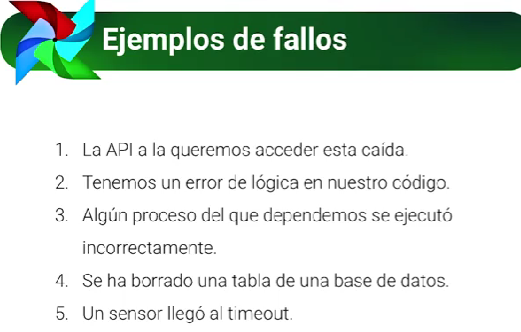 Ejemplos de fallos
1. La API a la queremos acceder esta caída.
2. Tenemos un error de lógica en nuestro código.
3. Algún proceso del que dependemos se ejecutó
incorrectamente.
4. Se ha borrado una tabla de una base de datos.
5. Un sensor llegó al timeout.